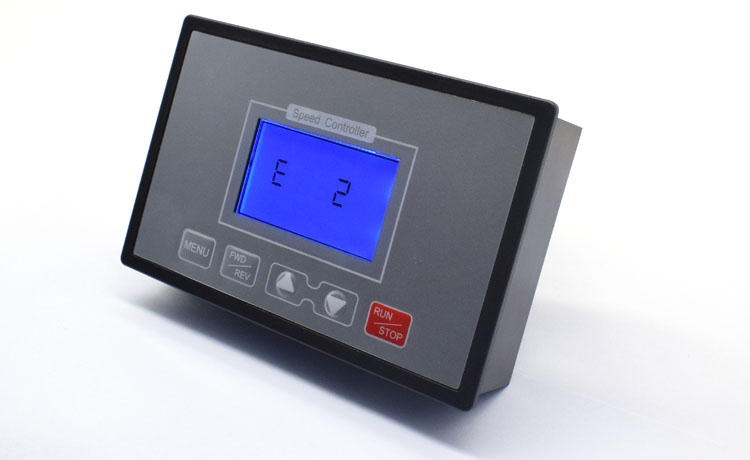 Speed Controller
E 2
MENU
FWD
REV
RUN
STOP